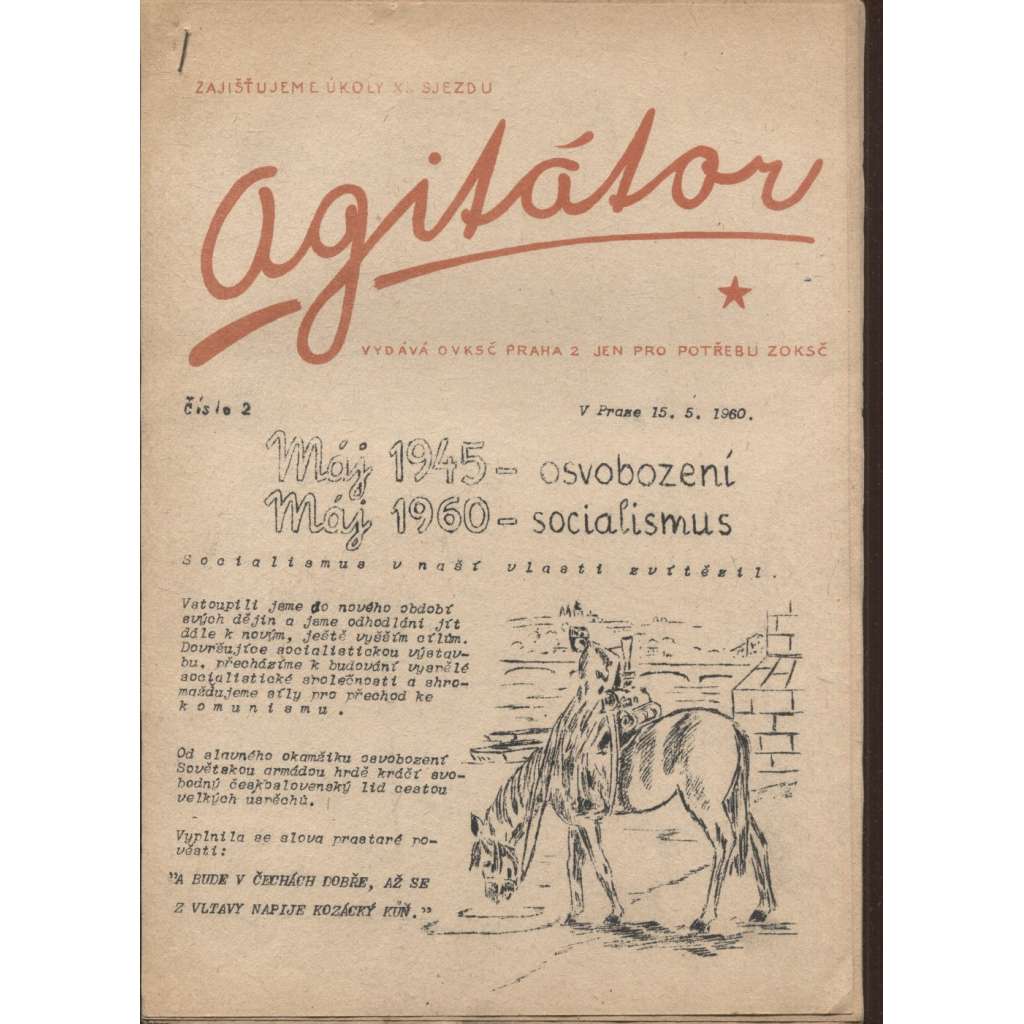 ZAJIŠŤUJEME ÚKOLY XI. SJEZDU
Agitátor
VYDÁVÁ OVKSČ PRAHA 2 JEN PRO POTŘEBU ZOKSČ
číslo 2
V Praze 15. 5. 1960.
Máj 1945 - osvobození
Máj 1960 - socialismus
Socialismus v naší vlasti zvítězil.
Vstoupili jsme do nového období
svých dějin a jsme odhodláni jít
dále k novým, ještě vyšším cílům.
Dovršujíce socialistickou výstav-
bu, přecházíme k budování vyspělé
socialistické společnosti a shro-
mažďujeme síly pro přechod ke
komunismu.
Od slavného okamžiku osvobození
Sovětskou armádou hrdě kráčí svo-
bodný československý lid cestou
velkých úspěchů.
Vyplnila se slova prastaré po-
věsti:
"A BUDE V ČECHÁCH DOBŘE, AŽ SE
Z VLTAVY NAPIJE KOZÁCKÝ KŮŇ."